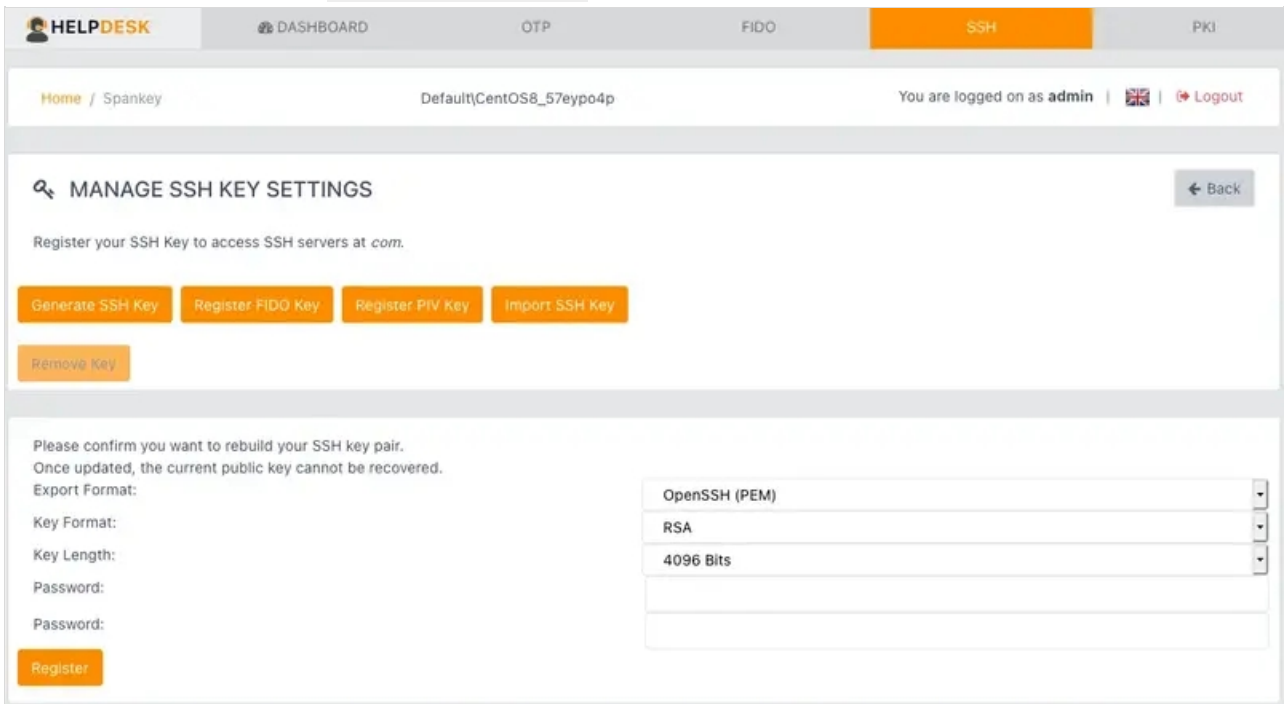 HELPDESK DASHBOARD OTP FIDO SSH PKI
Home / Spankey Default\CentOS8_57eypo4p You are logged on as admin | | Logout
MANAGE SSH KEY SETTINGS Back
Register your SSH Key to access SSH servers at com.
Generate SSH Key Register FIDO Key Register PIV Key Import SSH Key
Remove Key
Please confirm you want to rebuild your SSH key pair.
Once updated, the current public key cannot be recovered.
Export Format: OpenSSH (PEM)
Key Format: RSA
Key Length: 4096 Bits
Password:
Password:
Register